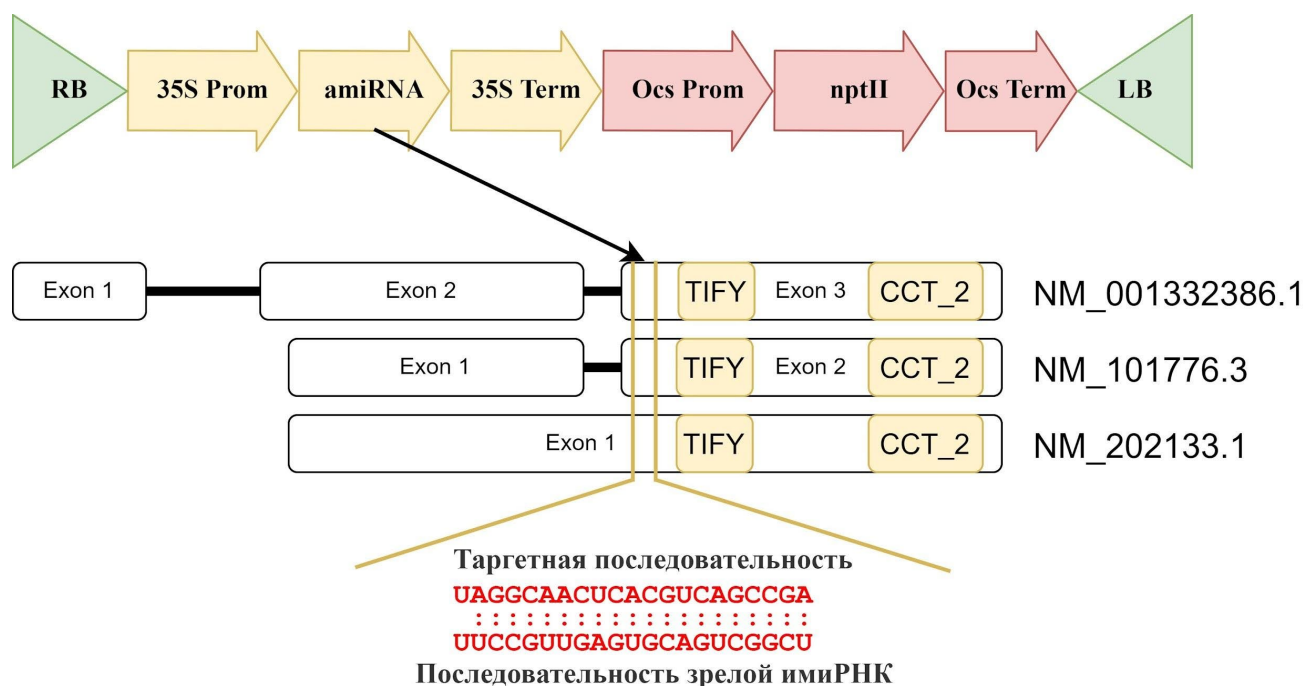 RB 35S Prom amiRNA 35S Term Ocs Prom nptII Ocs Term LB
Exon 1 Exon 2 TIFY Exon 3 CCT_2 NM_001332386.1
Exon 1 TIFY Exon 2 CCT_2 NM_101776.3
Exon 1 TIFY CCT_2 NM_202133.1
Таргетная последовательность
UAGGCAACUCACGUCAGCCGA
: : : : : : : : : : : : : : : : : : : :
UUCCGUUGAGUGCAGUCGGCU
Последовательность зрелой имиРНК